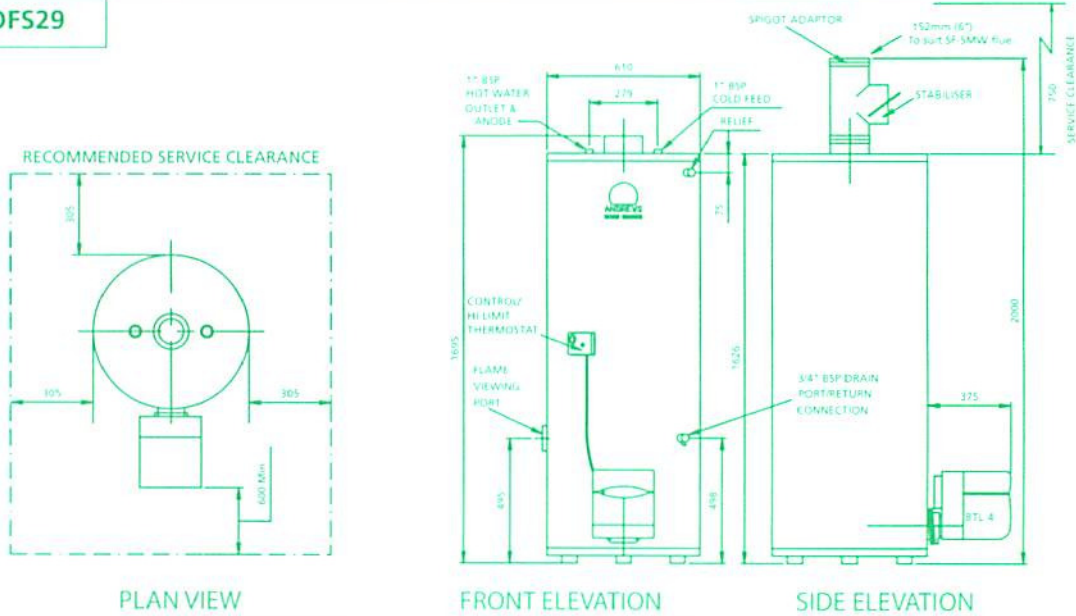 OFS29
RECOMMENDED SERVICE CLEARANCE
305
305
305
600 Min
PLAN VIEW
1" BSP
HOT WATER
OUTLET &
ANODE
610
279
1" BSP
COLD FEED
RELIEF
75
ANDREWS
1695
CONTROL/
HI LIMIT
THERMOSTAT
FLAME
VIEWING
PORT
495
498
FRONT ELEVATION
SPIGOT ADAPTOR
152mm (6")
To suit SF SMW flue
STABILISER
750
SERVICE CLEARANCE
2000
1626
3/4" BSP DRAIN
PORT/RETURN
CONNECTION
375
BTL 4
SIDE ELEVATION